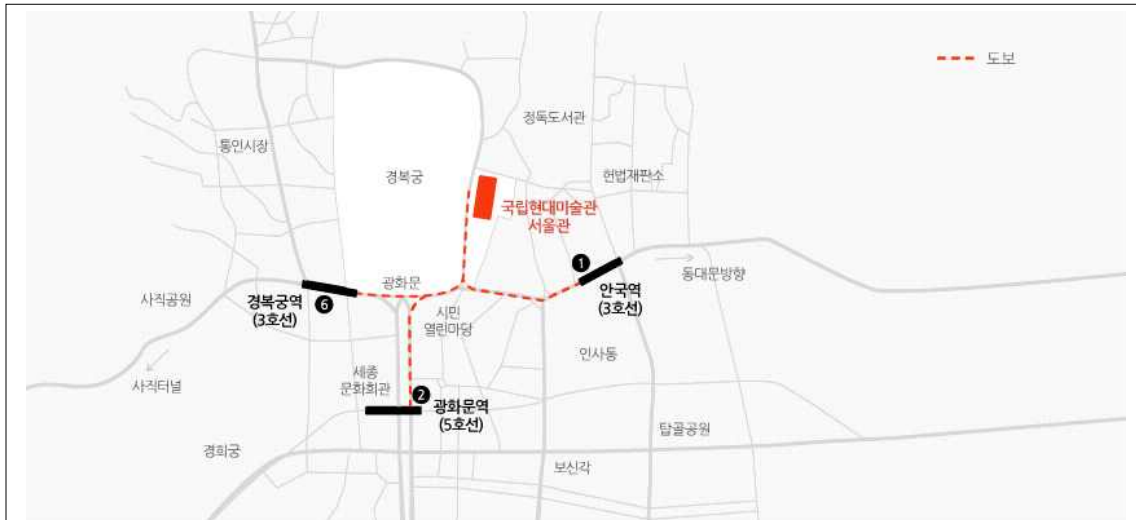 도보
정독도서관
통인시장
경복궁
헌법재판소
국립현대미술관
서울관
1
광화문
동대문방향
안국역
(3호선)
사직공원
경복궁역
(3호선)
6
시민
열린마당
인사동
사직터널
세종
문화회관
2
광화문역
(5호선)
탑골공원
경희궁
보신각